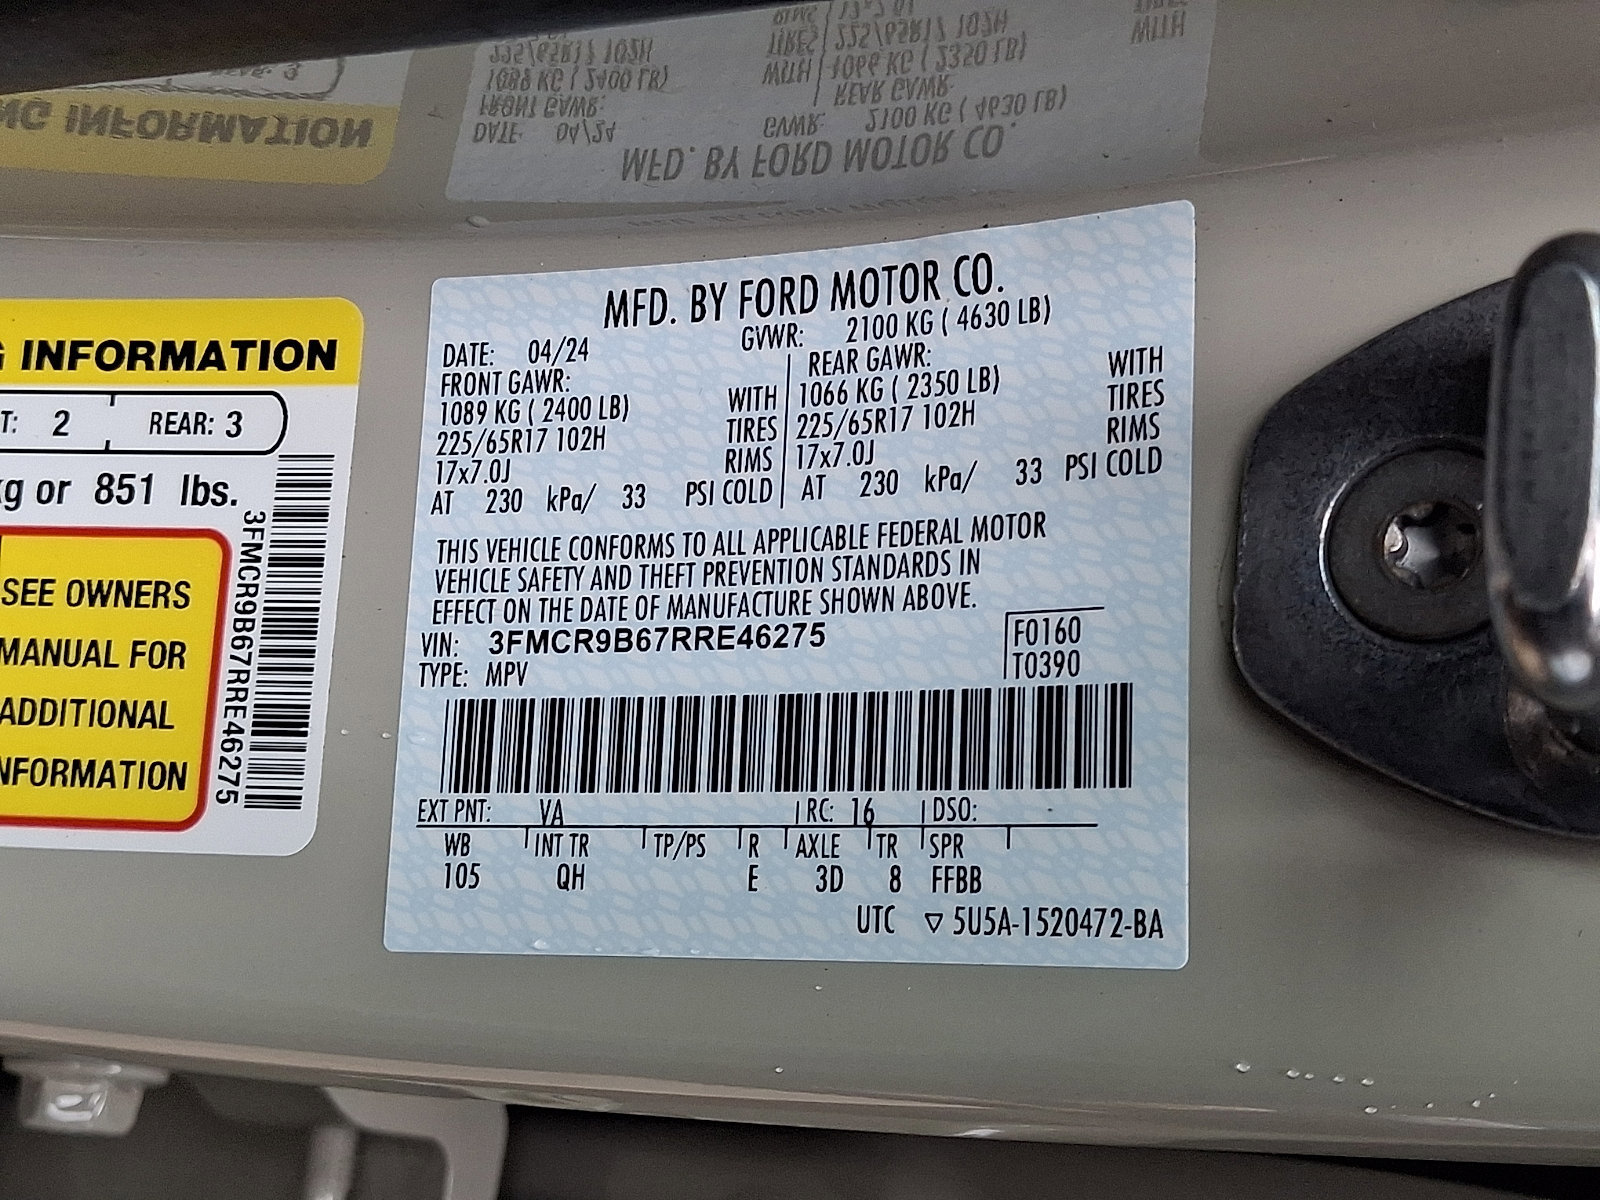 G INFORMATION
T: 2 REAR: 3
kg or 851 lbs.
SEE OWNERS
MANUAL FOR
ADDITIONAL
INFORMATION
3FMCR9B67RRE46275
MFD. BY FORD MOTOR CO.
DATE: 04/24 GVWR: 2100 KG ( 4630 LB)
FRONT GAWR: REAR GAWR:
1089 KG ( 2400 LB) WITH 1066 KG ( 2350 LB) WITH
225/65R17 102H TIRES 225/65R17 102H TIRES
17x7.0J RIMS 17x7.0J RIMS
AT 230 kPa/ 33 PSI COLD AT 230 kPa/ 33 PSI COLD
THIS VEHICLE CONFORMS TO ALL APPLICABLE FEDERAL MOTOR
VEHICLE SAFETY AND THEFT PREVENTION STANDARDS IN
EFFECT ON THE DATE OF MANUFACTURE SHOWN ABOVE.
VIN: 3FMCR9B67RRE46275 F0160
TYPE: MPV T0390
EXT PNT: VA RC: 16 DSO:
WB INT TR TP/PS R AXLE TR SPR
105 QH E 3D 8 FFBB
UTC ▽ 5U5A-1520472-BA